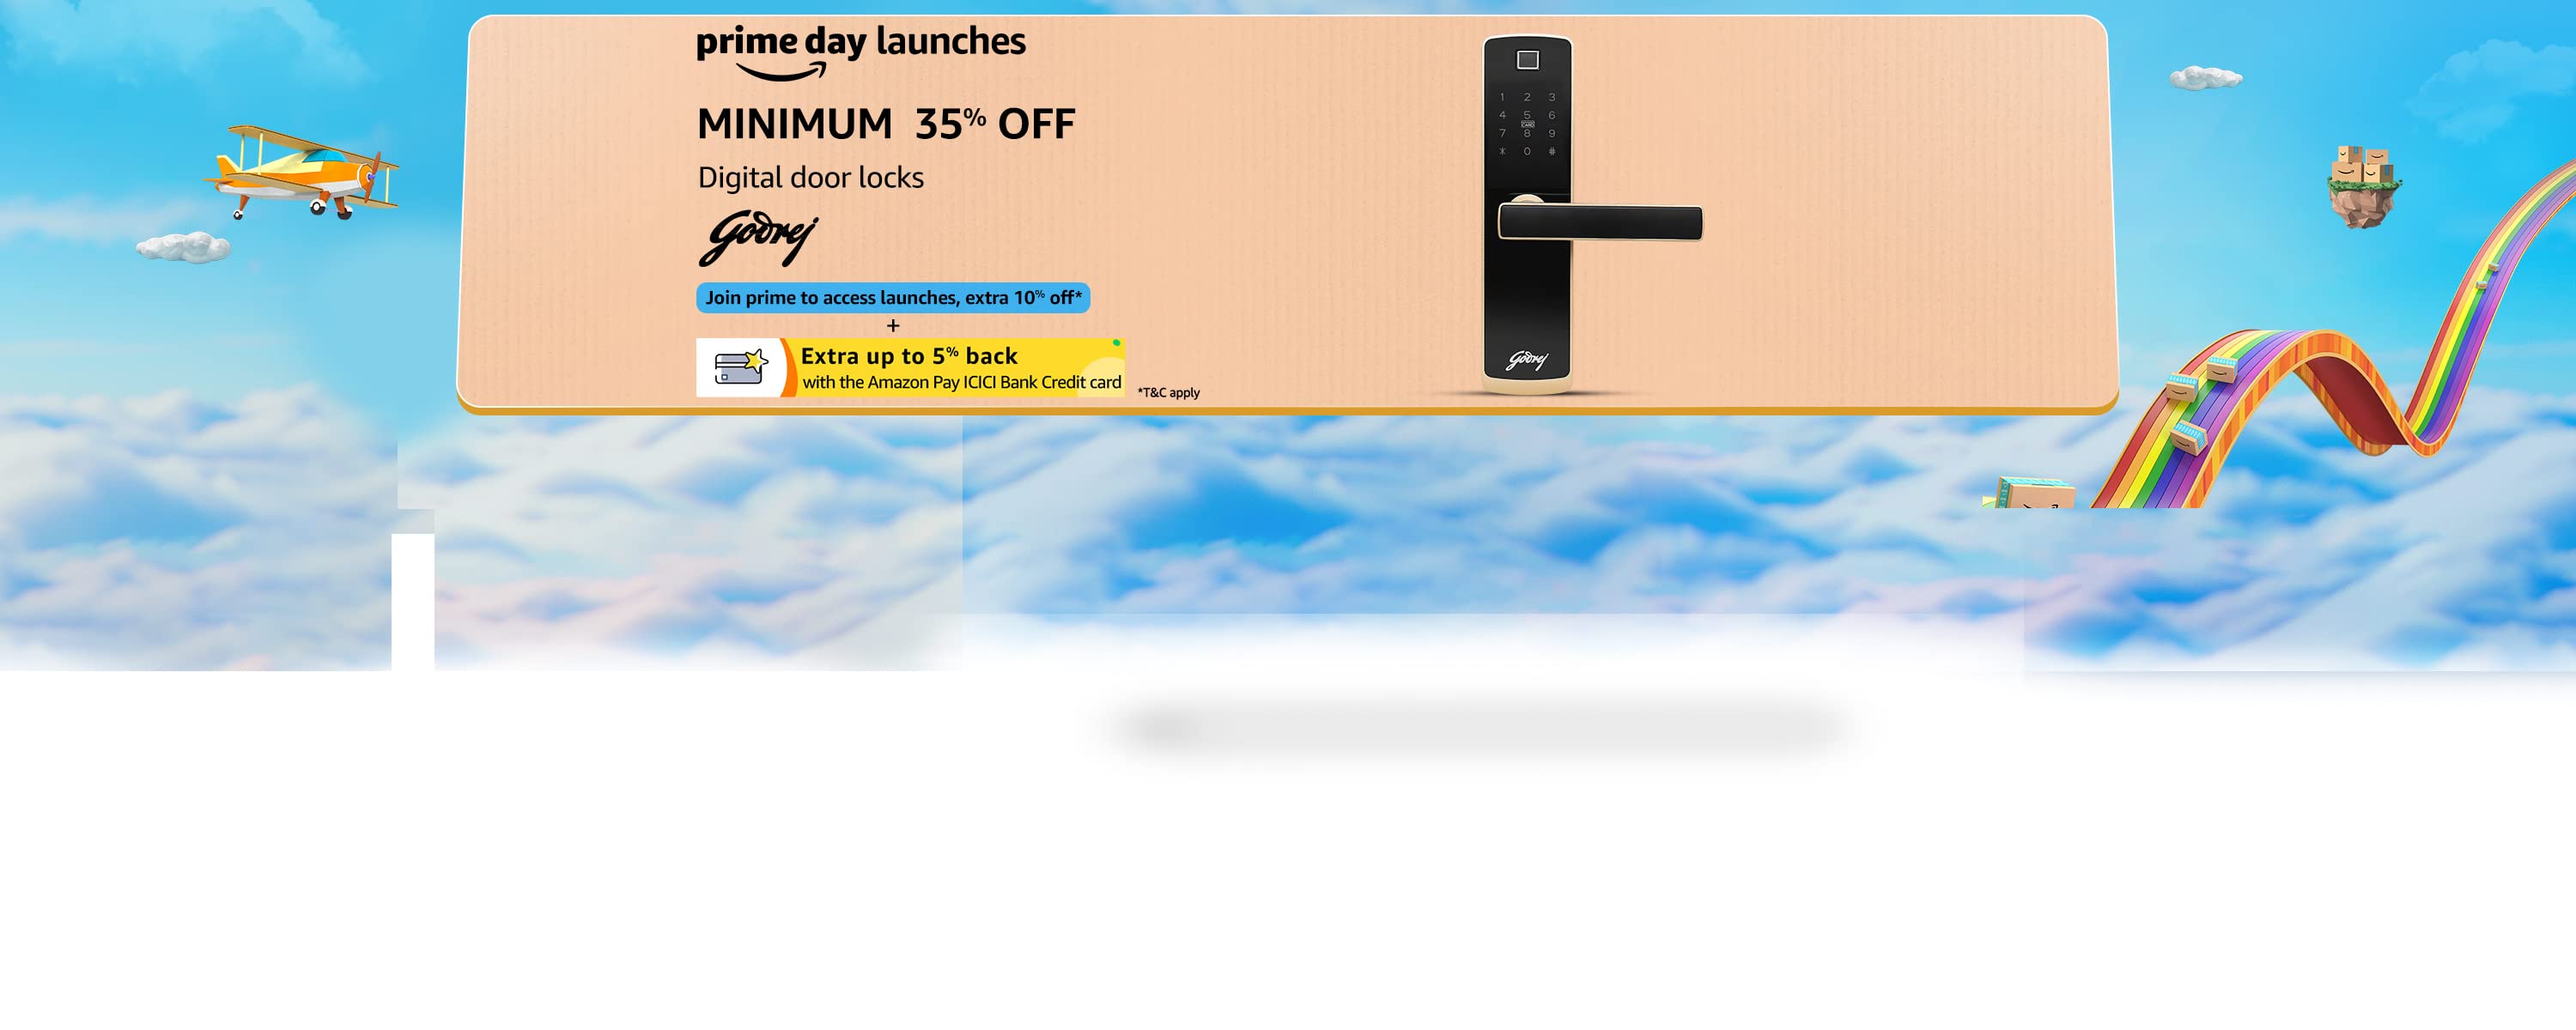 prime day launches
MINIMUM 35% OFF
Digital door locks
Godrej
Join prime to access launches, extra 10% off*
+
Extra up to 5% back
with the Amazon Pay ICICI Bank Credit card
*T&C apply
1 2 3
4 5 6
CARD
7 8 9
* 0 #
Godrej